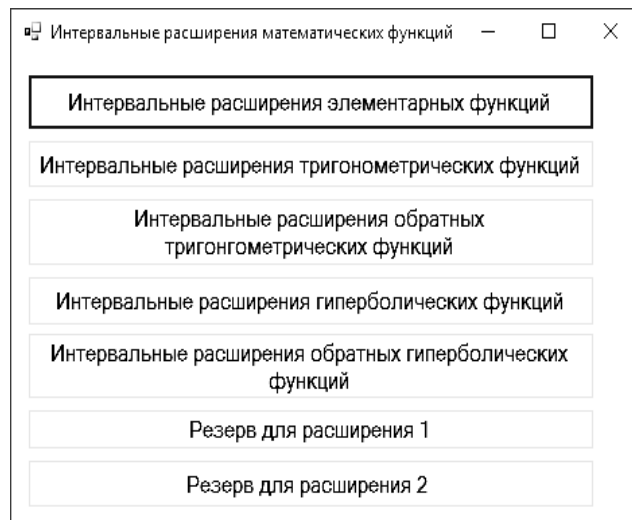 Интервальные расширения математических функций
Интервальные расширения элементарных функций
Интервальные расширения тригонометрических функций
Интервальные расширения обратных
тригонгометрических функций
Интервальные расширения гиперболических функций
Интервальные расширения обратных гиперболических
функций
Резерв для расширения 1
Резерв для расширения 2